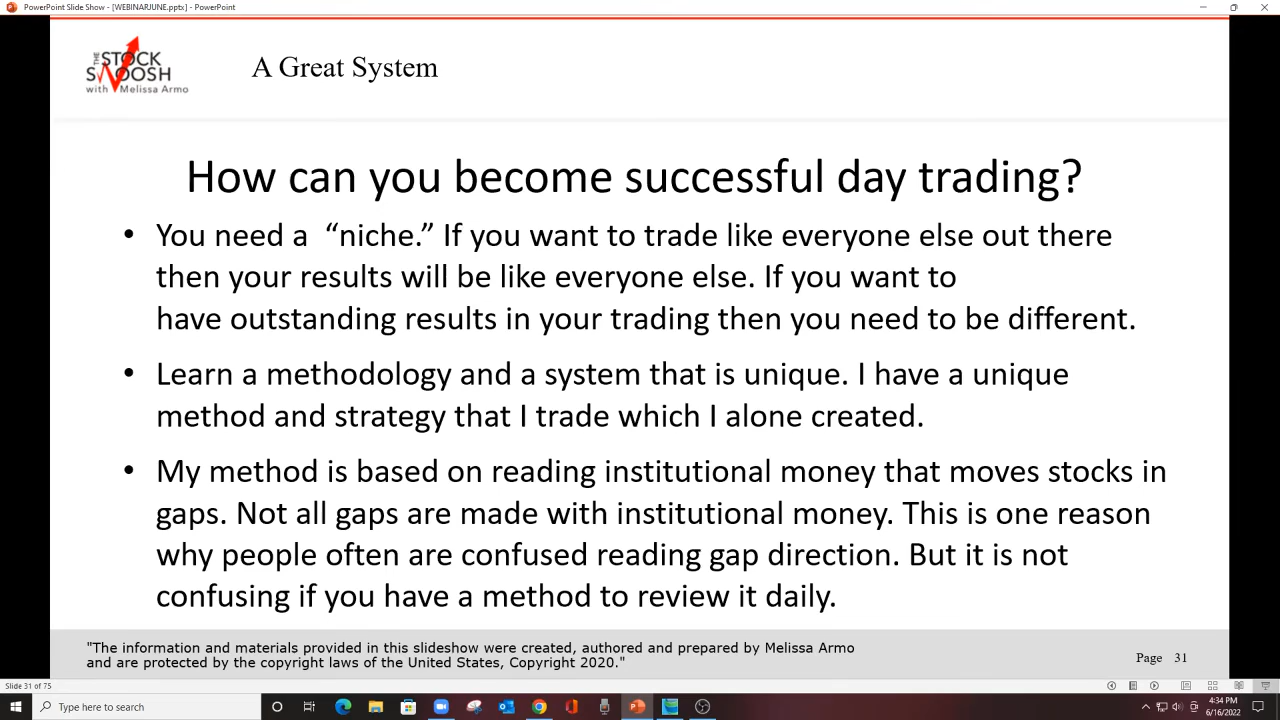 PowerPoint Slide Show - [WEBINARJUNE.pptx] - PowerPoint
THE
STOCK
SWOOSH
with Melissa Armo
A Great System
How can you become successful day trading?
• You need a “niche.” If you want to trade like everyone else out there
then your results will be like everyone else. If you want to
have outstanding results in your trading then you need to be different.
• Learn a methodology and a system that is unique. I have a unique
method and strategy that I trade which I alone created.
• My method is based on reading institutional money that moves stocks in
gaps. Not all gaps are made with institutional money. This is one reason
why people often are confused reading gap direction. But it is not
confusing if you have a method to review it daily.
"The information and materials provided in this slideshow were created, authored and prepared by Melissa Armo
and are protected by the copyright laws of the United States, Copyright 2020."
Page 31
Slide 31 of 75
Type here to search
4:34 PM
6/16/2022